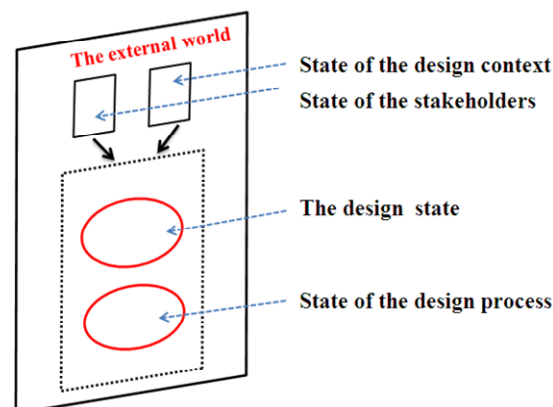 The external world
State of the design context
State of the stakeholders
The design state
State of the design process